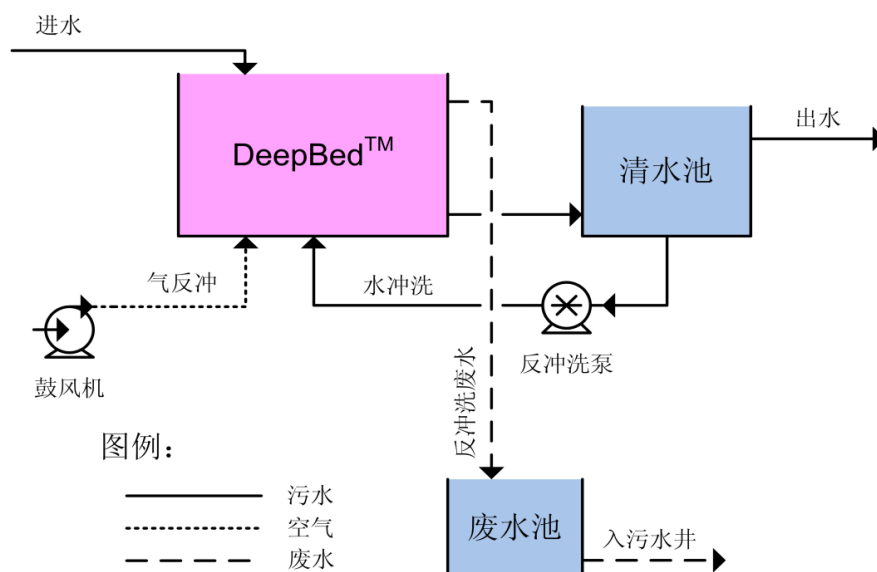 进水
DeepBed™
清水池
出水
气反冲
水冲洗
鼓风机
反冲洗泵
反冲洗废水
图例：
污水
空气
废水
废水池
入污水井